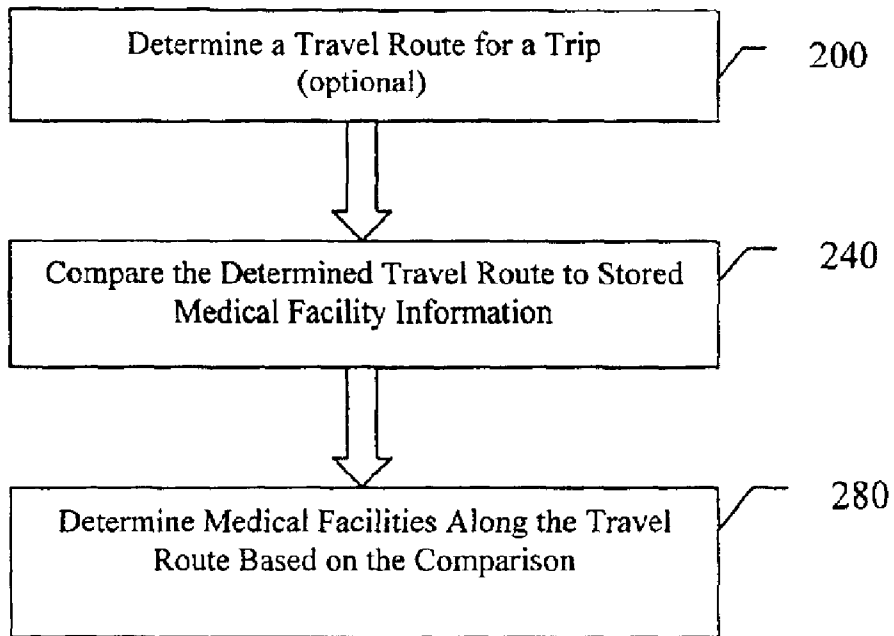 Determine a Travel Route for a Trip
(optional)
200
Compare the Determined Travel Route to Stored
Medical Facility Information
240
Determine Medical Facilities Along the Travel
Route Based on the Comparison
280